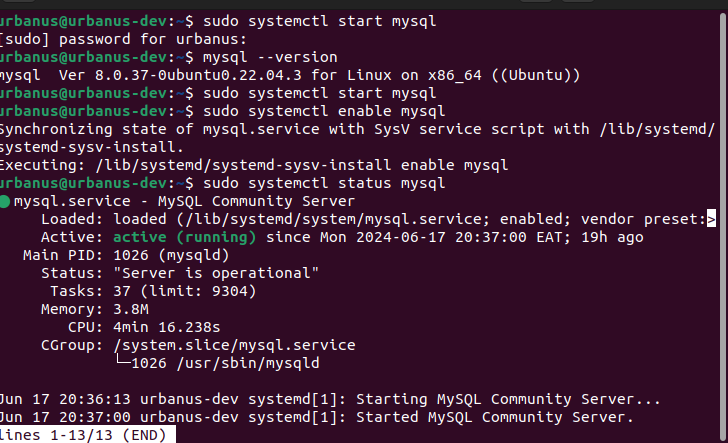 urbanus@urbanus-dev:~$ sudo systemctl start mysql
[sudo] password for urbanus:
urbanus@urbanus-dev:~$ mysql --version
mysql  Ver 8.0.37-0ubuntu0.22.04.3 for Linux on x86_64 ((Ubuntu))
urbanus@urbanus-dev:~$ sudo systemctl start mysql
urbanus@urbanus-dev:~$ sudo systemctl enable mysql
Synchronizing state of mysql.service with SysV service script with /lib/systemd/
systemd-sysv-install.
Executing: /lib/systemd/systemd-sysv-install enable mysql
urbanus@urbanus-dev:~$ sudo systemctl status mysql
● mysql.service - MySQL Community Server
     Loaded: loaded (/lib/systemd/system/mysql.service; enabled; vendor preset:>
     Active: active (running) since Mon 2024-06-17 20:37:00 EAT; 19h ago
   Main PID: 1026 (mysqld)
     Status: "Server is operational"
      Tasks: 37 (limit: 9304)
     Memory: 3.8M
        CPU: 4min 16.238s
     CGroup: /system.slice/mysql.service
             └─1026 /usr/sbin/mysqld
Jun 17 20:36:13 urbanus-dev systemd[1]: Starting MySQL Community Server...
Jun 17 20:37:00 urbanus-dev systemd[1]: Started MySQL Community Server.
lines 1-13/13 (END)